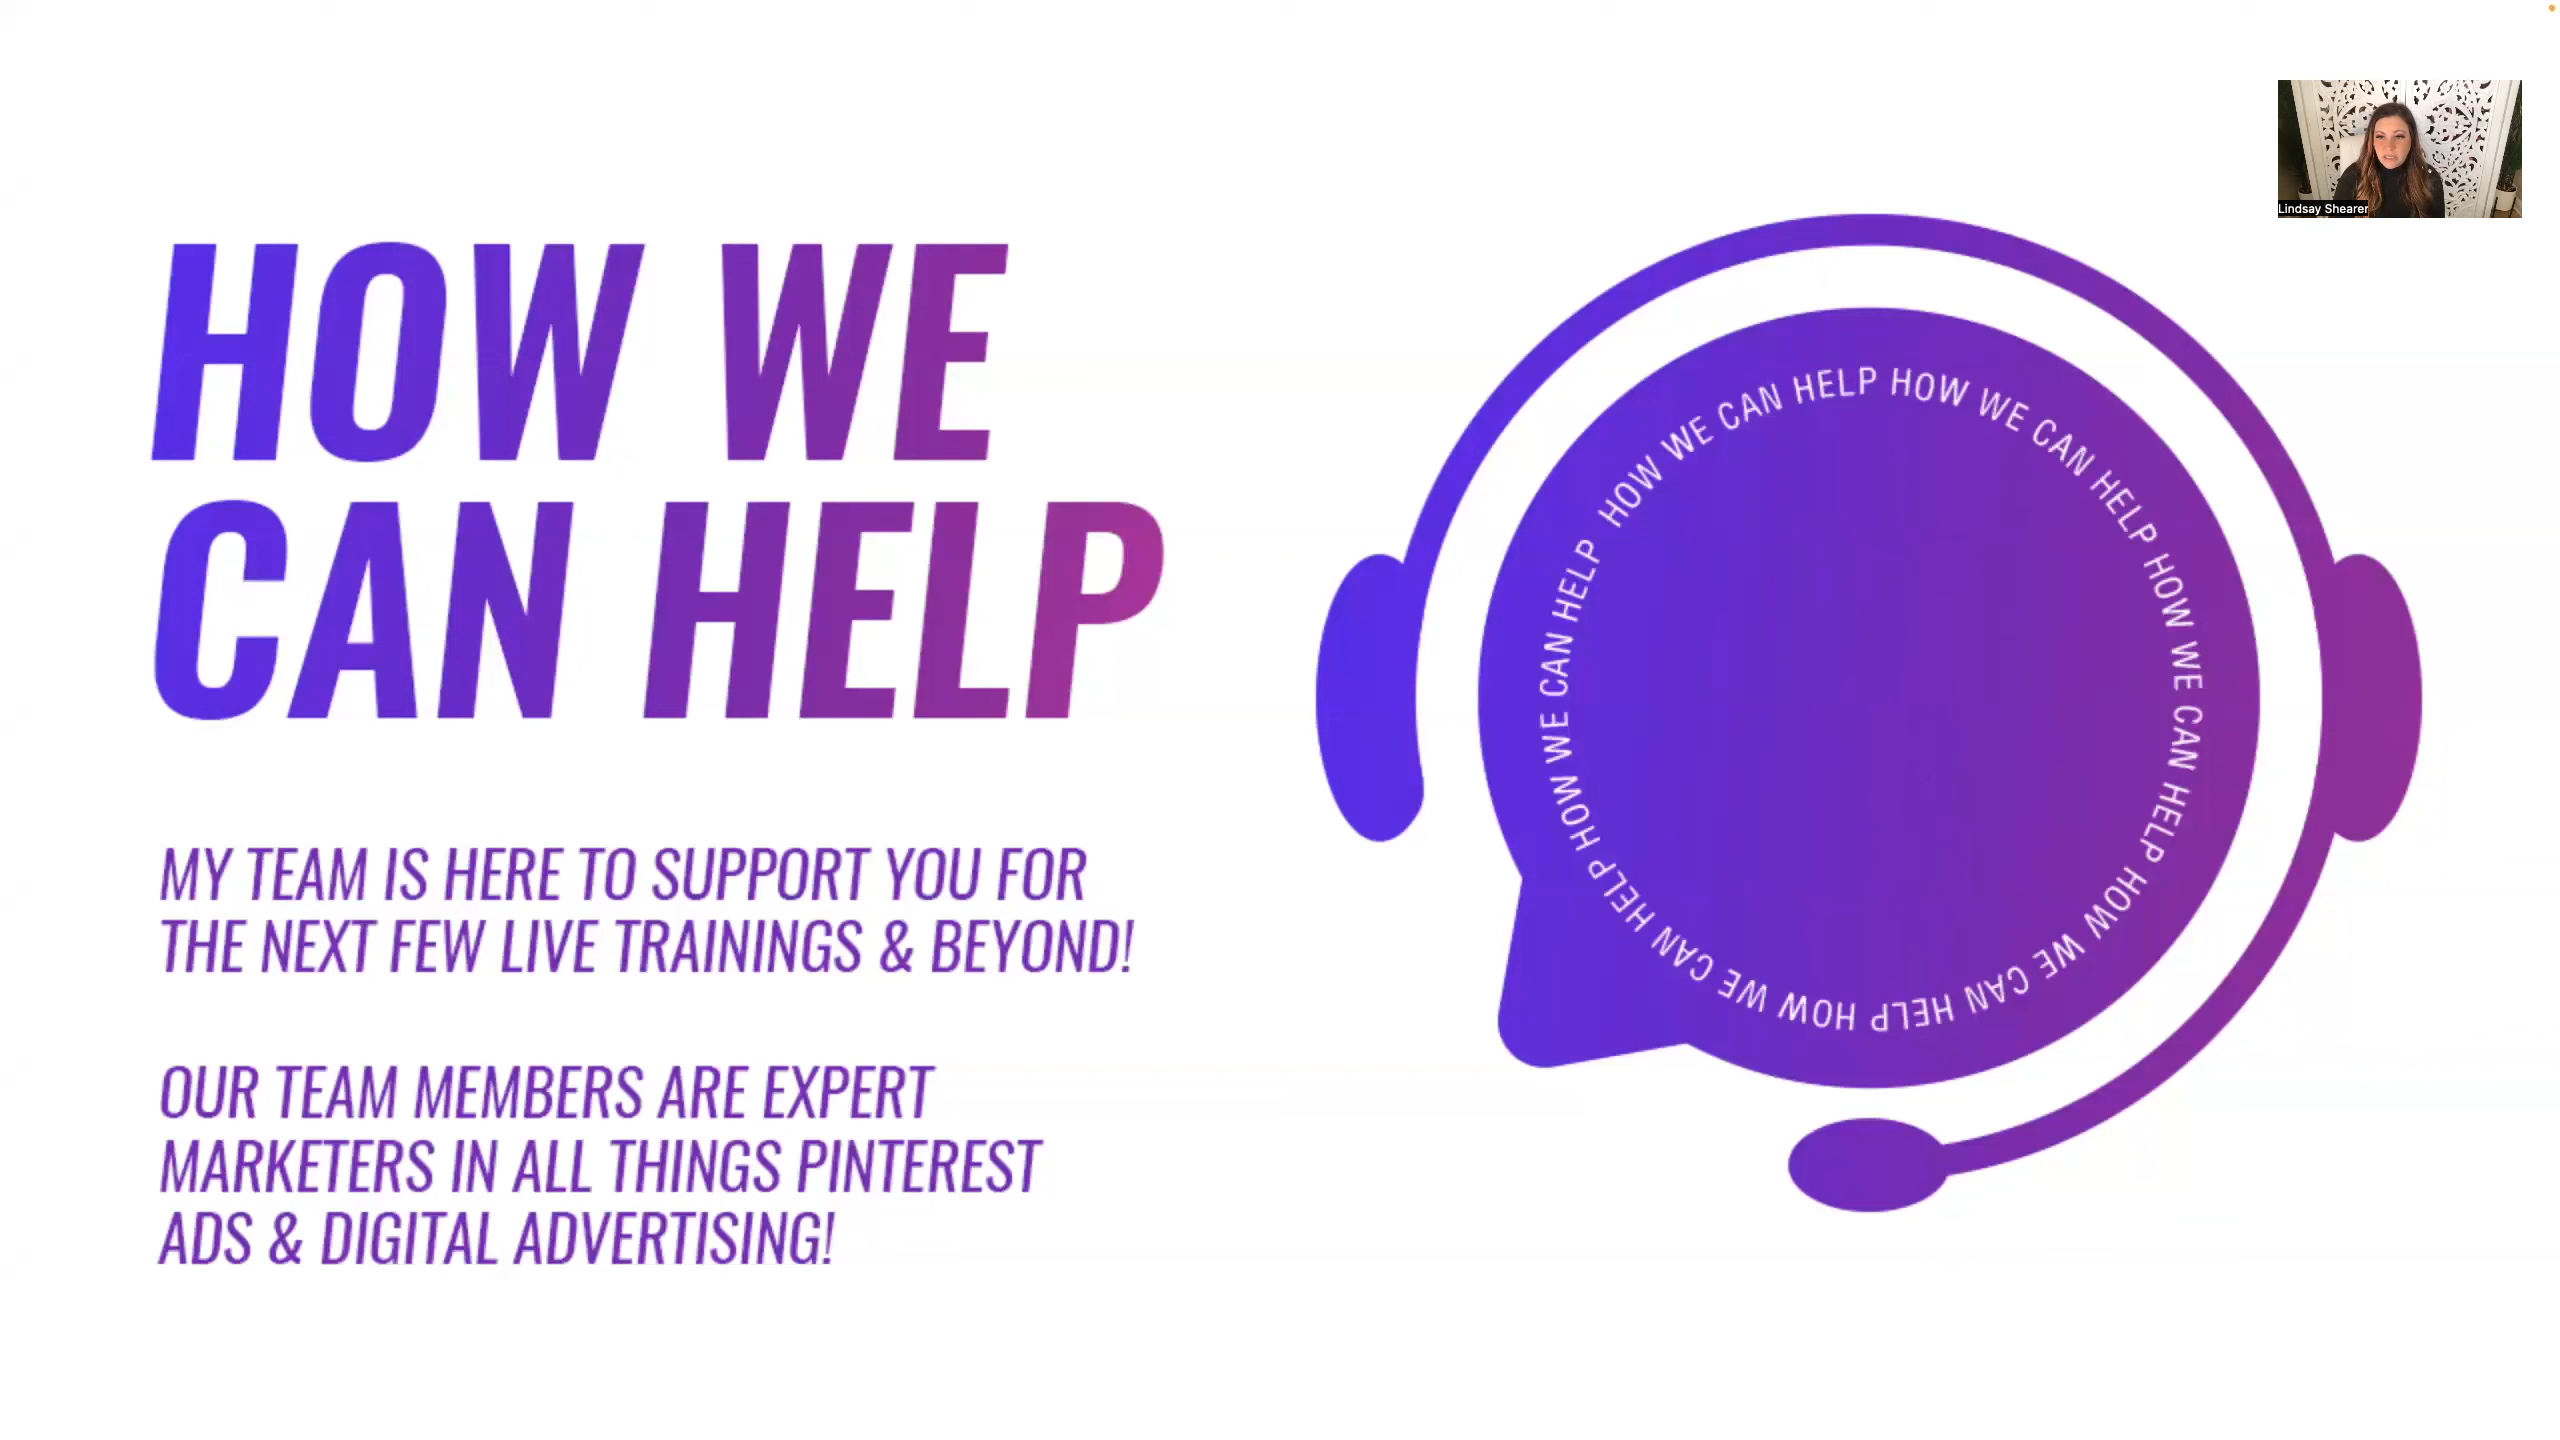 Lindsay Shearer
HOW WE
CAN HELP
MY TEAM IS HERE TO SUPPORT YOU FOR
THE NEXT FEW LIVE TRAININGS & BEYOND!
OUR TEAM MEMBERS ARE EXPERT
MARKETERS IN ALL THINGS PINTEREST
ADS & DIGITAL ADVERTISING!
HOW WE CAN HELP HOW WE CAN HELP HOW WE CAN HELP HOW WE CAN HELP HOW WE CAN HELP HOW WE CAN HELP